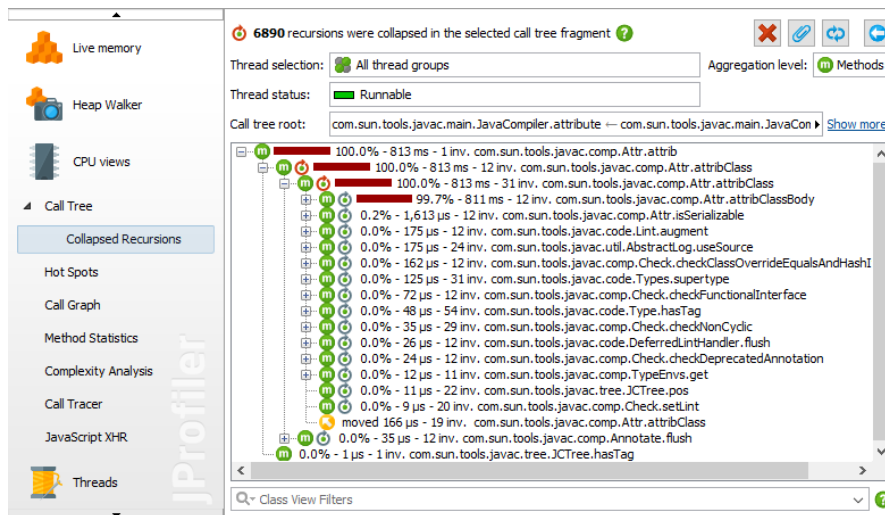 Live memory
Heap Walker
CPU views
Call Tree
Collapsed Recursions
Hot Spots
Call Graph
Method Statistics
Complexity Analysis
Call Tracer
JavaScript XHR
Threads
JProfiler
6890 recursions were collapsed in the selected call tree fragment ?
Thread selection: All thread groups Aggregation level: m Methods
Thread status: Runnable
Call tree root: com.sun.tools.javac.main.JavaCompiler.attribute ← com.sun.tools.javac.main.JavaCon Show more
m 100.0% - 813 ms - 1 inv. com.sun.tools.javac.comp.Attr.attrib
m 100.0% - 813 ms - 12 inv. com.sun.tools.javac.comp.Attr.attribClass
m 100.0% - 813 ms - 31 inv. com.sun.tools.javac.comp.Attr.attribClass
m 99.7% - 811 ms - 12 inv. com.sun.tools.javac.comp.Attr.attribClassBody
m 0.2% - 1,613 µs - 12 inv. com.sun.tools.javac.comp.Attr.isSerializable
m 0.0% - 175 µs - 12 inv. com.sun.tools.javac.code.Lint.augment
m 0.0% - 175 µs - 24 inv. com.sun.tools.javac.util.AbstractLog.useSource
m 0.0% - 162 µs - 12 inv. com.sun.tools.javac.comp.Check.checkClassOverrideEqualsAndHashI
m 0.0% - 125 µs - 31 inv. com.sun.tools.javac.code.Types.supertype
m 0.0% - 72 µs - 12 inv. com.sun.tools.javac.comp.Check.checkFunctionalInterface
m 0.0% - 48 µs - 54 inv. com.sun.tools.javac.code.Type.hasTag
m 0.0% - 35 µs - 29 inv. com.sun.tools.javac.comp.Check.checkNonCyclic
m 0.0% - 26 µs - 12 inv. com.sun.tools.javac.code.DeferredLintHandler.flush
m 0.0% - 24 µs - 12 inv. com.sun.tools.javac.comp.Check.checkDeprecatedAnnotation
m 0.0% - 12 µs - 11 inv. com.sun.tools.javac.comp.TypeEnvs.get
m 0.0% - 11 µs - 22 inv. com.sun.tools.javac.tree.JCTree.pos
m 0.0% - 9 µs - 20 inv. com.sun.tools.javac.comp.Check.setLint
moved 166 µs - 19 inv. com.sun.tools.javac.comp.Attr.attribClass
m 0.0% - 35 µs - 12 inv. com.sun.tools.javac.comp.Annotate.flush
m 0.0% - 1 µs - 1 inv. com.sun.tools.javac.tree.JCTree.hasTag
Class View Filters ?